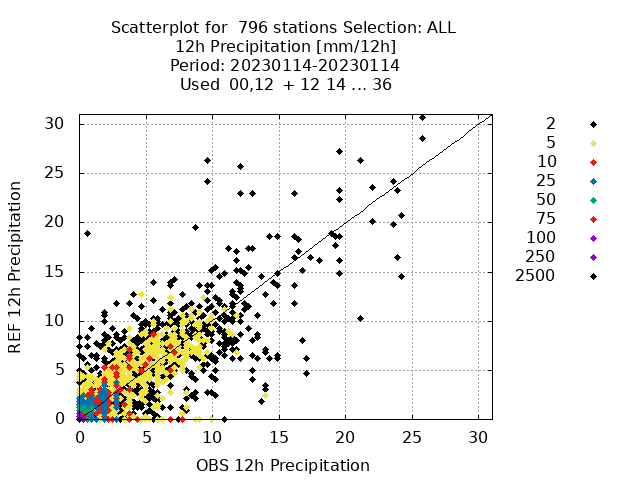 Scatterplot for  796 stations Selection: ALL
12h Precipitation [mm/12h]
Period: 20230114-20230114
Used  00,12  + 12 14 ... 36
30
25
20
15
10
5
0
REF 12h Precipitation
0 5 10 15 20 25 30
OBS 12h Precipitation
2
5
10
25
50
75
100
250
2500